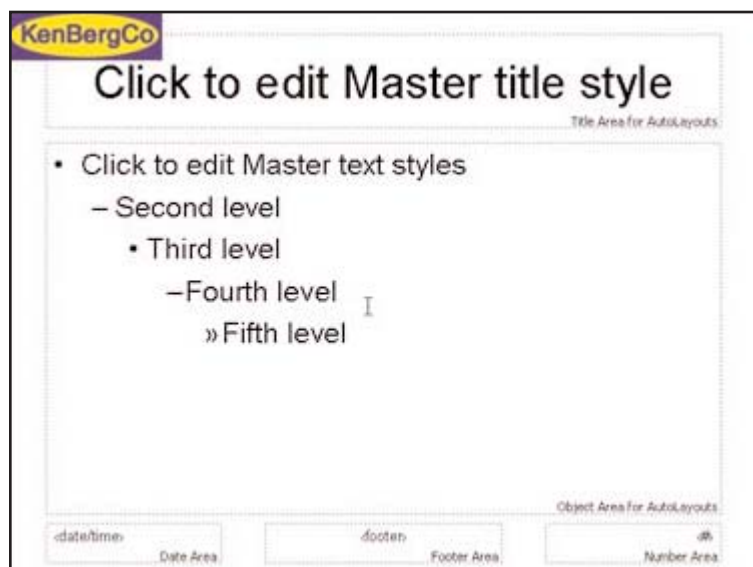 KenBergCo
Click to edit Master title style
Title Area for AutoLayouts
• Click to edit Master text styles
– Second level
• Third level
–Fourth level
»Fifth level
Object Area for AutoLayouts
<date/time>
Date Area
<footer>
Footer Area
<#>
Number Area